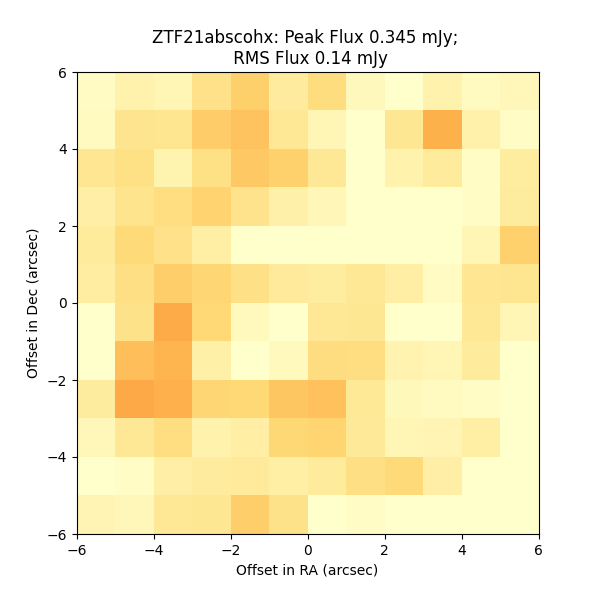 ZTF21abscohx: Peak Flux 0.345 mJy;
RMS Flux 0.14 mJy
6
4
2
0
−2
−4
−6
Offset in Dec (arcsec)
−6 −4 −2 0 2 4 6
Offset in RA (arcsec)